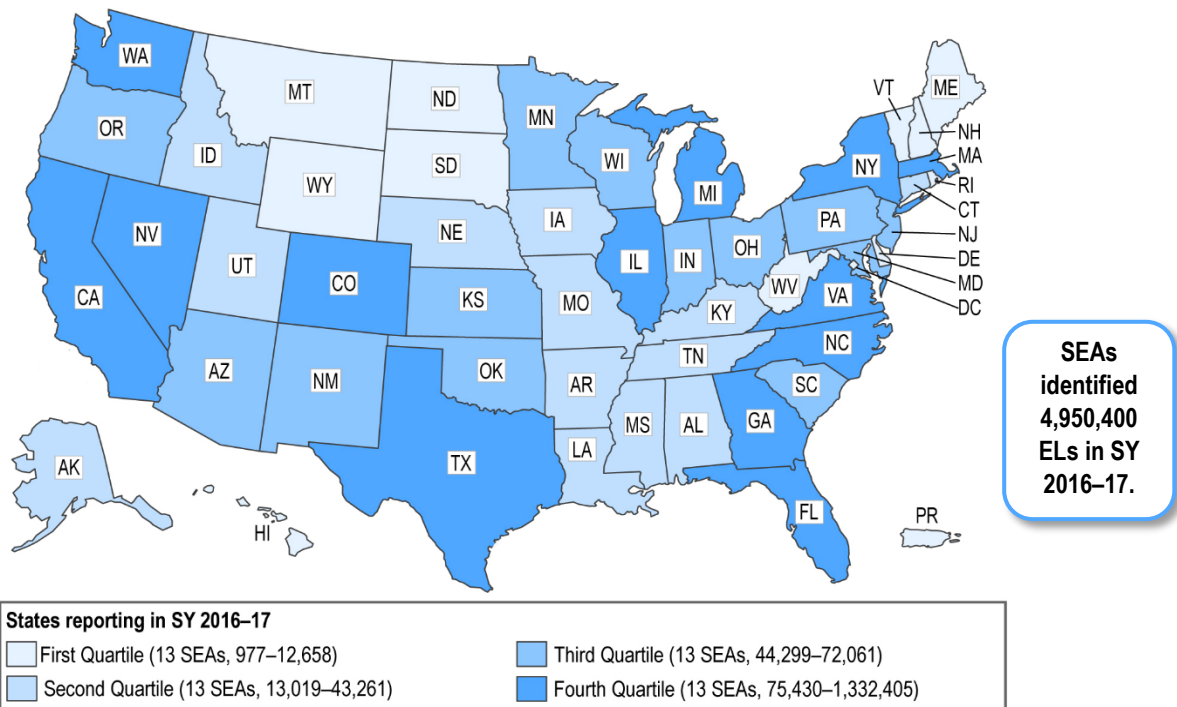 WA
MT
ND
MN
VT
ME
OR
ID
SD
WI
NH
MA
NY
WY
MI
RI
CT
NE
IA
PA
NJ
NV
UT
CO
IL
IN
OH
DE
MD
WV
VA
DC
CA
KS
MO
KY
NC
TN
AZ
NM
OK
AR
SC
MS
AL
GA
LA
TX
AK
FL
HI
PR
SEAs
identified
4,950,400
ELs in SY
2016–17.
States reporting in SY 2016–17
First Quartile (13 SEAs, 977–12,658)
Third Quartile (13 SEAs, 44,299–72,061)
Second Quartile (13 SEAs, 13,019–43,261)
Fourth Quartile (13 SEAs, 75,430–1,332,405)